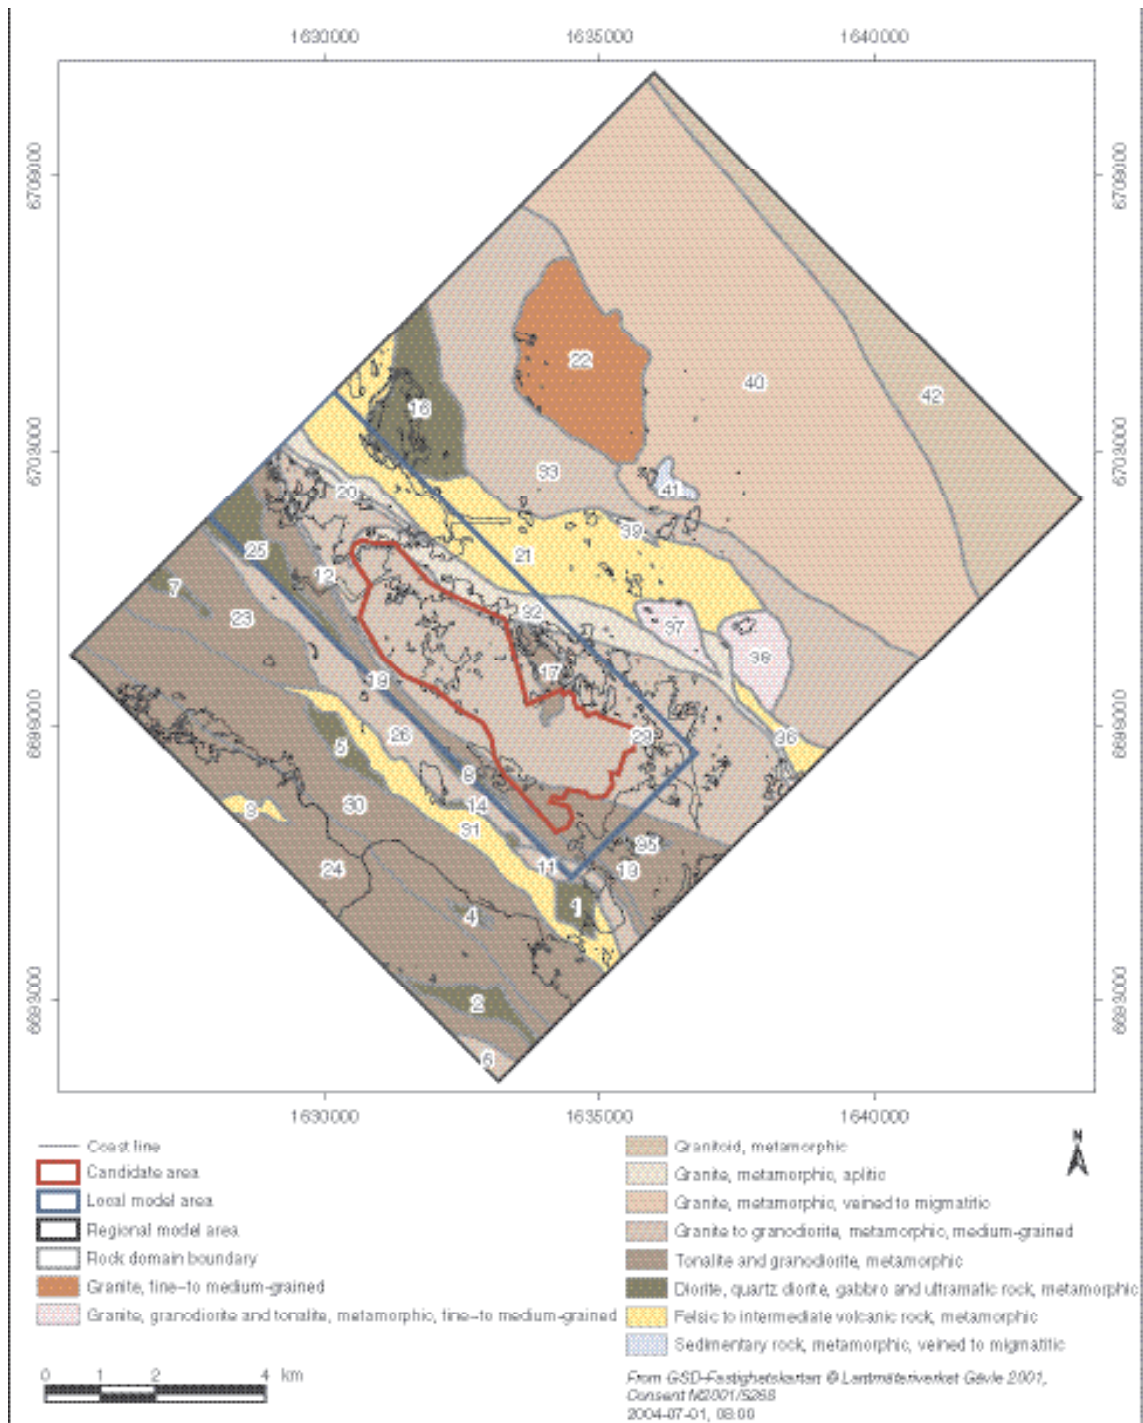 1630000 1635000 1640000
6708000
6708000
22
40
42
16
6703000
6703000
33
41
20
39
21
25
12
7
32
23
37
17
38
19
6698000
6698000
29
36
26
5
8
30
14
3
31
35
24
11
13
1
4
6693000
6693000
2
6
1630000 1635000 1640000
Coast line
Candidate area
Local model area
Regional model area
Rock domain boundary
Granite, fine-to medium-grained
Granite, granodiorite and tonalite, metamorphic, fine-to medium-grained
Granitoid, metamorphic
Granite, metamorphic, aplitic
Granite, metamorphic, veined to migmatitic
Granite to granodiorite, metamorphic, medium-grained
Tonalite and granodiorite, metamorphic
Diorite, quartz diorite, gabbro and ultramafic rock, metamorphic
Felsic to intermediate volcanic rock, metamorphic
Sedimentary rock, metamorphic, veined to migmatitic
N
0 1 2 4 km
From GSD-Fastighetskartan © Lantmäteriverket Gävle 2001,
Consent M2001/5268
2004-07-01, 08:00